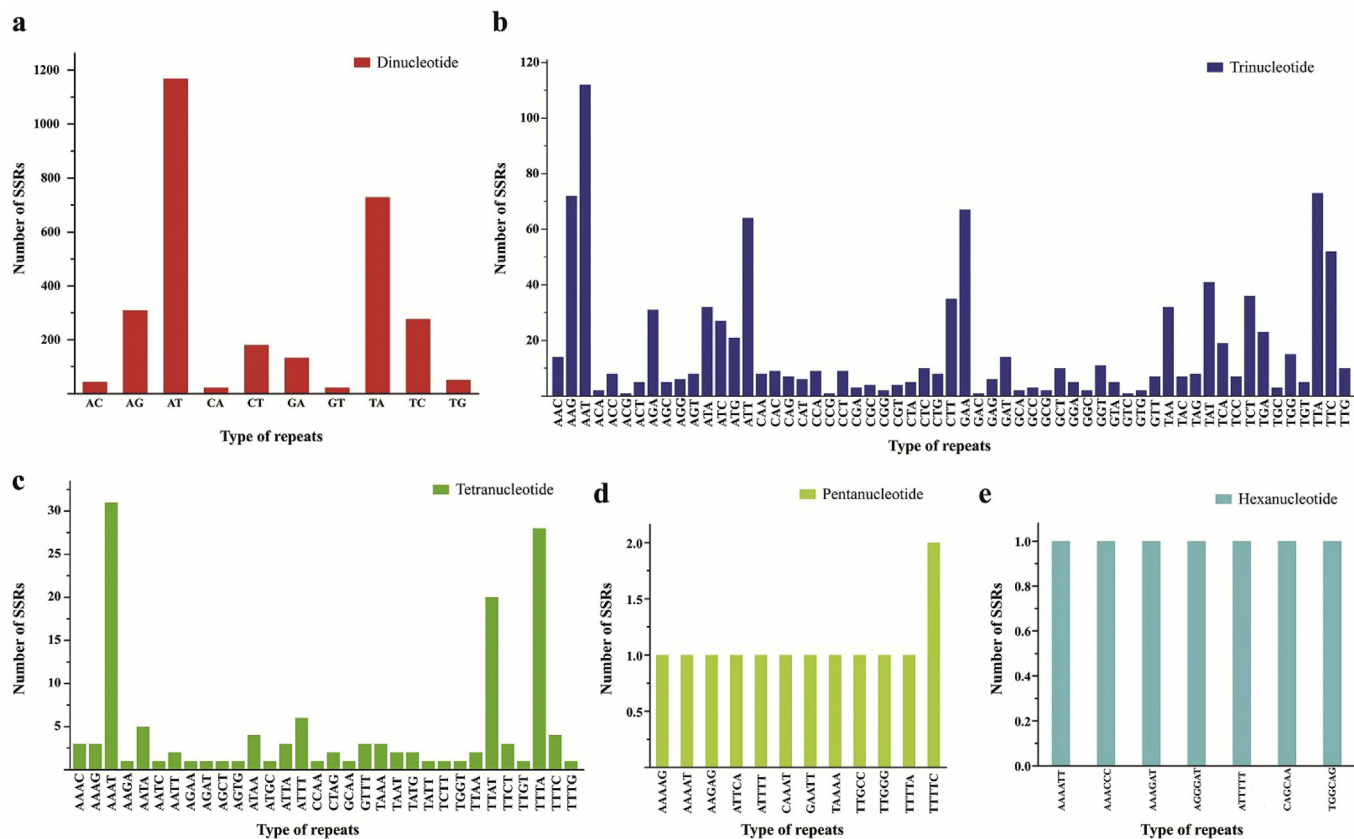 a
Dinucleotide
1200
1000
800
600
400
200
Number of SSRs
AC AG AT CA CT GA GT TA TC TG
Type of repeats
b
Trinucleotide
120
100
80
60
40
20
Number of SSRs
AAC AAG AAT ACA ACC ACG ACT AGA AGC AGG AGT ATA ATC ATG ATT CAA CAC CAG CAT CCA CCG CCT CGA CGC CGG CGT CTA CTC CTG CTT GAA GAC GAG GAT GCA GCC GCG GCT GGA GGC GGT GTA GTC GTG GTT TAA TAC TAG TAT TCA TCC TCT TGA TGC TGG TGT TTA TTC TTG
Type of repeats
c
Tetranucleotide
30
25
20
15
10
5
Number of SSRs
AAAC AAAG AAAT AAGA AATA AATC AATT AGAA AGAT AGCT AGTG ATAA ATGC ATTA ATTT CCAA CTAG GCAA GTTT TAAA TAAT TATG TATT TCTT TGGT TTAA TTAT TTCT TTGT TTTA TTTC TTTG
Type of repeats
d
Pentanucleotide
2.0
1.5
1.0
0.5
Number of SSRs
AAAAG AAAAT AAGAG ATTCA ATTTT CAAAT GAATT TAAAA TTGCC TTGGG TTTTA TTTTC
Type of repeats
e
Hexanucleotide
1.0
0.8
0.6
0.4
0.2
0.0
Number of SSRs
AAAATT AAACCC AAAGAT AGGGAT ATTTTT CAGCAA TGGCAG
Type of repeats